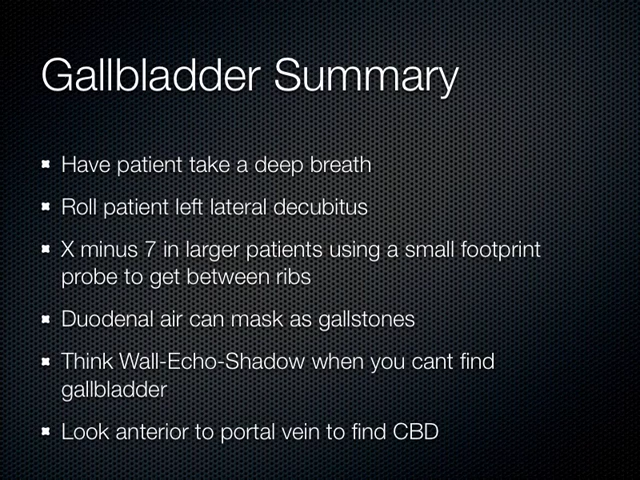 Gallbladder Summary
Have patient take a deep breath
Roll patient left lateral decubitus
X minus 7 in larger patients using a small footprint
probe to get between ribs
Duodenal air can mask as gallstones
Think Wall-Echo-Shadow when you cant find
gallbladder
Look anterior to portal vein to find CBD